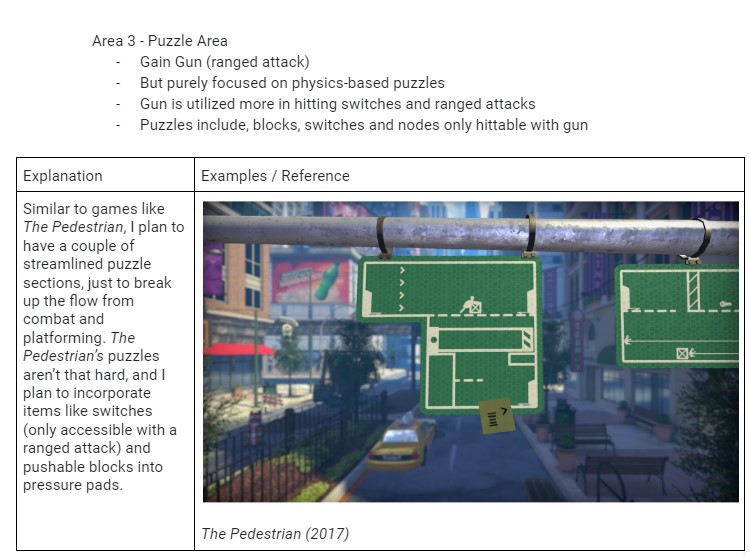 Area 3 - Puzzle Area
- Gain Gun (ranged attack)
- But purely focused on physics-based puzzles
- Gun is utilized more in hitting switches and ranged attacks
- Puzzles include, blocks, switches and nodes only hittable with gun
Explanation
Examples / Reference
Similar to games like
The Pedestrian, I plan to
have a couple of
streamlined puzzle
sections, just to break
up the flow from
combat and
platforming. The
Pedestrian's puzzles
aren't that hard, and I
plan to incorporate
items like switches
(only accessible with a
ranged attack) and
pushable blocks into
pressure pads.
The Pedestrian (2017)